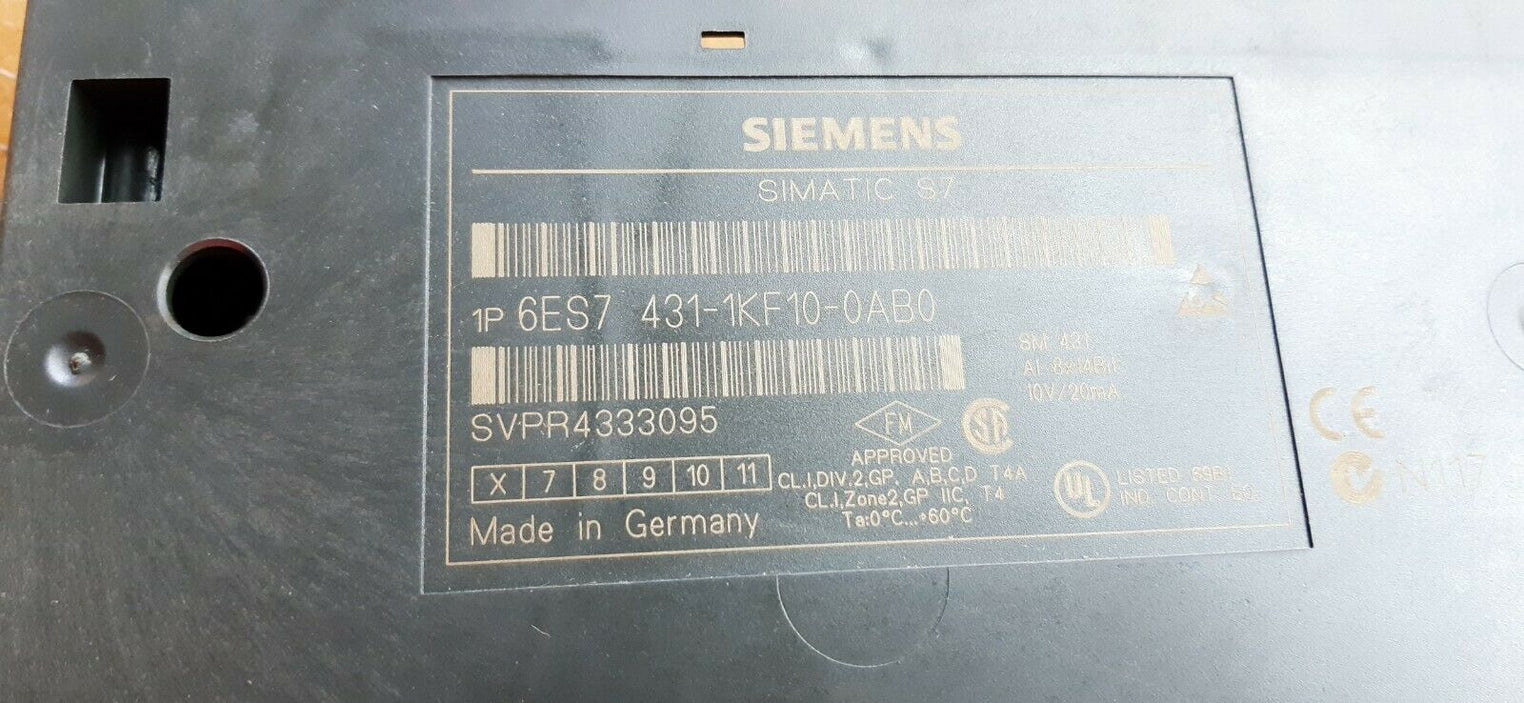 SIEMENS
SIMATIC S7
1P 6ES7 431-1KF10-0AB0
SM 431
AI 8x14Bit
10V/20mA
SVPR4333095
FM
APPROVED
CL.I,DIV.2,GP. A,B,C,D T4A
CL.I,Zone2,GP IIC, T4
Ta:0°C...+60°C
X 7 8 9 10 11
Made in Germany
UL
LISTED
IND. CONT. EQ.
CE
N117